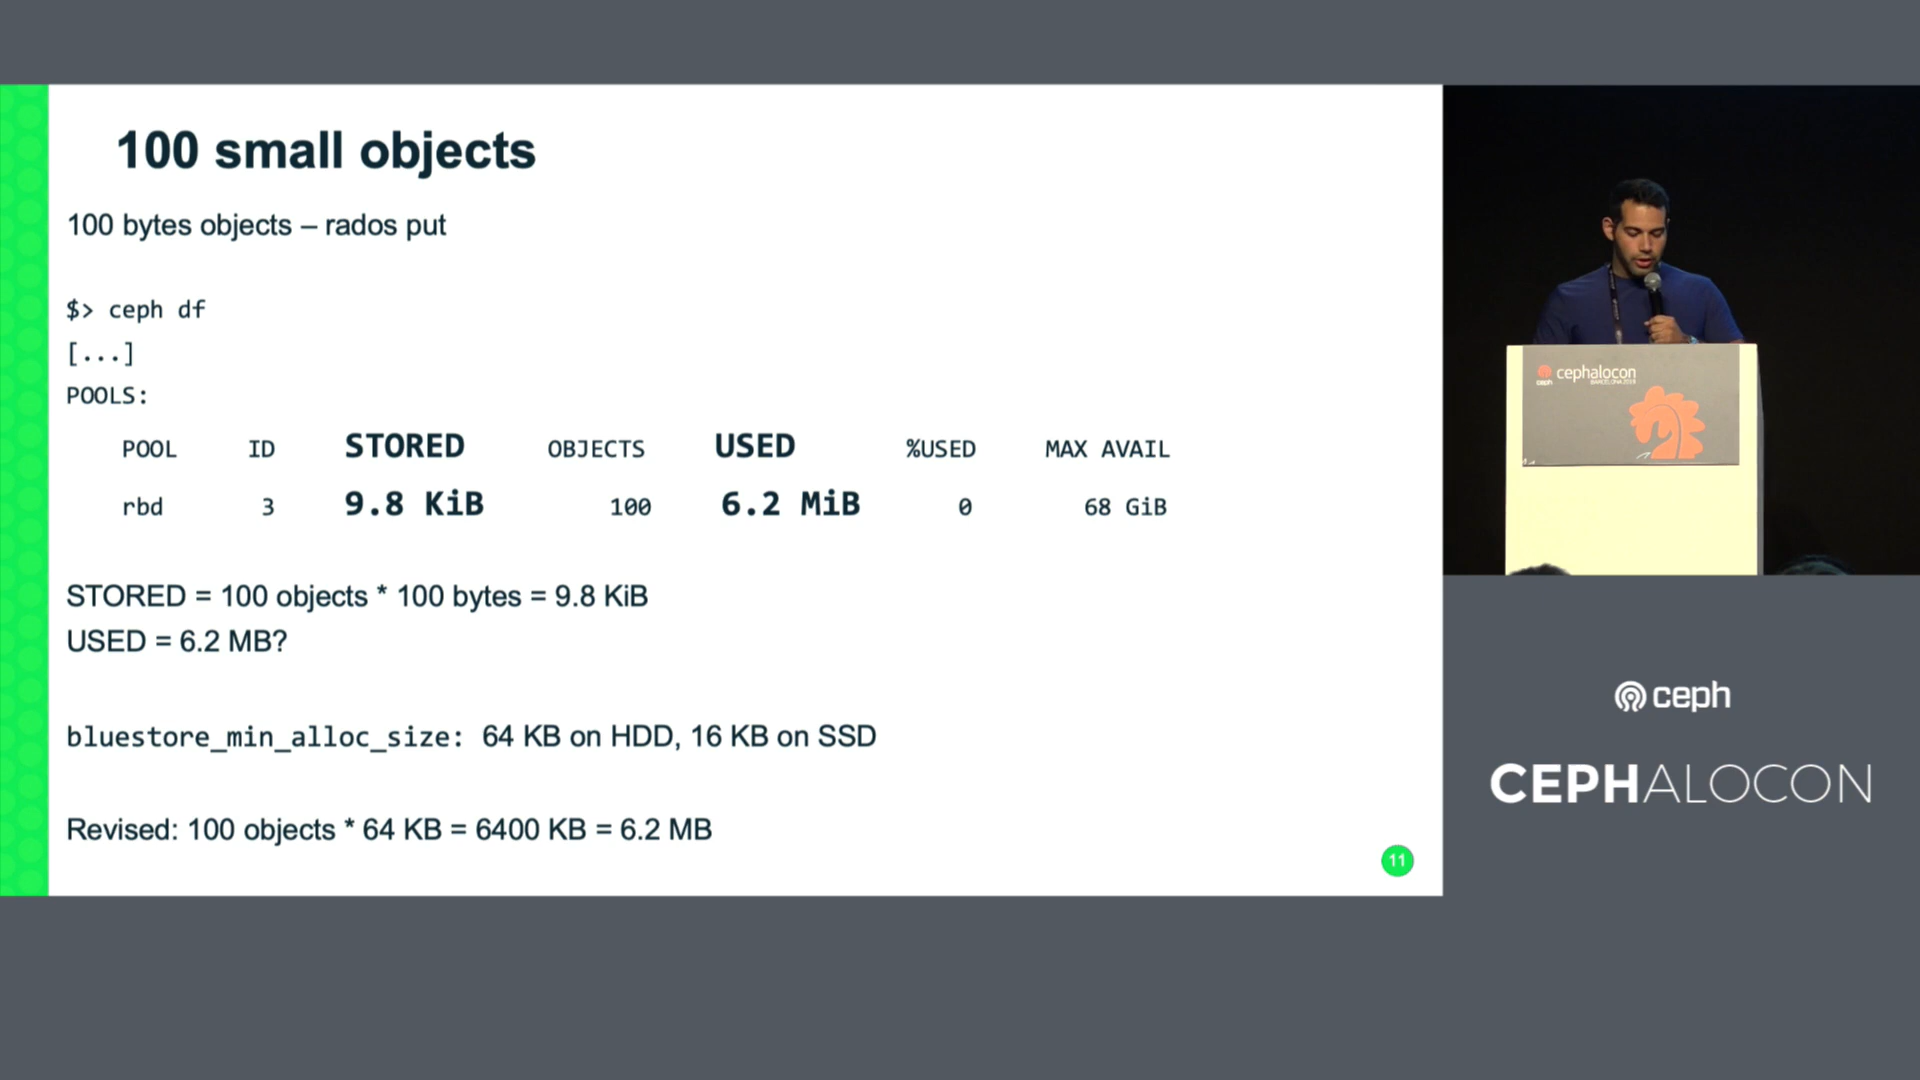 100 small objects
100 bytes objects – rados put
$> ceph df
[...]
POOLS:
POOL ID STORED OBJECTS USED %USED MAX AVAIL
rbd 3 9.8 KiB 100 6.2 MiB 0 68 GiB
STORED = 100 objects * 100 bytes = 9.8 KiB
USED = 6.2 MB?
bluestore_min_alloc_size: 64 KB on HDD, 16 KB on SSD
Revised: 100 objects * 64 KB = 6400 KB = 6.2 MB
11
ceph
cephalocon
BARCELONA 2019
ceph
CEPHALOCON